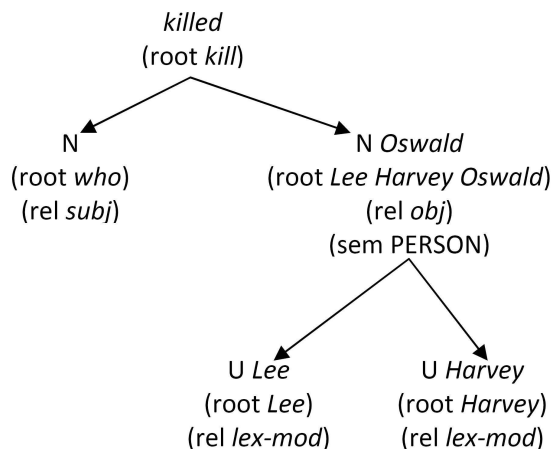 killed
(root kill)
N
(root who)
(rel subj)
N Oswald
(root Lee Harvey Oswald)
(rel obj)
(sem PERSON)
U Lee
(root Lee)
(rel lex-mod)
U Harvey
(root Harvey)
(rel lex-mod)